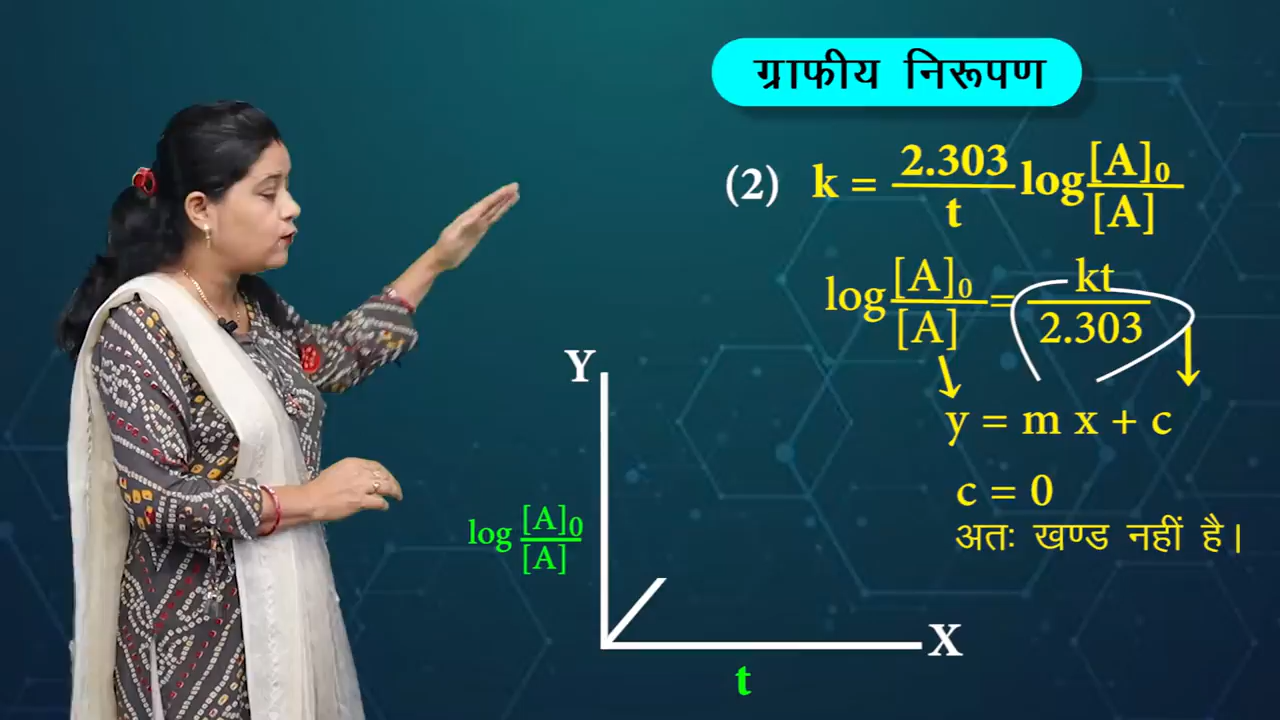 ग्राफीय निरूपण
(2) k = 2.303/t log [A]₀/[A]
log [A]₀/[A] = kt/2.303
y = m x + c
c = 0
अतः खण्ड नहीं है।
Y
log [A]₀/[A]
X
t